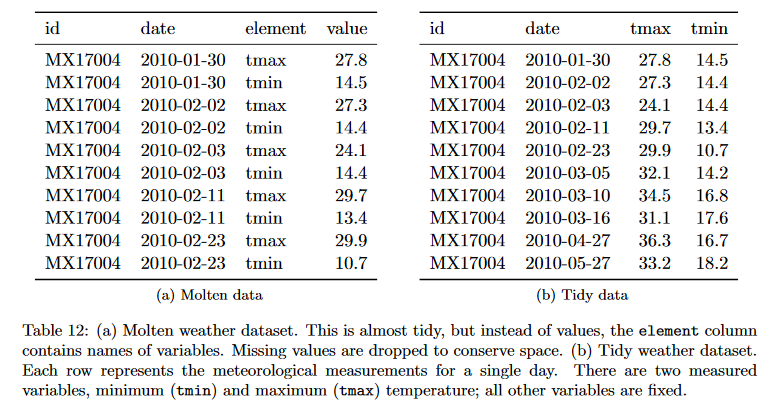 id date element value
MX17004 2010-01-30 tmax 27.8
MX17004 2010-01-30 tmin 14.5
MX17004 2010-02-02 tmax 27.3
MX17004 2010-02-02 tmin 14.4
MX17004 2010-02-03 tmax 24.1
MX17004 2010-02-03 tmin 14.4
MX17004 2010-02-11 tmax 29.7
MX17004 2010-02-11 tmin 13.4
MX17004 2010-02-23 tmax 29.9
MX17004 2010-02-23 tmin 10.7
(a) Molten data
id date tmax tmin
MX17004 2010-01-30 27.8 14.5
MX17004 2010-02-02 27.3 14.4
MX17004 2010-02-03 24.1 14.4
MX17004 2010-02-11 29.7 13.4
MX17004 2010-02-23 29.9 10.7
MX17004 2010-03-05 32.1 14.2
MX17004 2010-03-10 34.5 16.8
MX17004 2010-03-16 31.1 17.6
MX17004 2010-04-27 36.3 16.7
MX17004 2010-05-27 33.2 18.2
(b) Tidy data
Table 12: (a) Molten weather dataset. This is almost tidy, but instead of values, the element column
contains names of variables. Missing values are dropped to conserve space. (b) Tidy weather dataset.
Each row represents the meteorological measurements for a single day. There are two measured
variables, minimum (tmin) and maximum (tmax) temperature; all other variables are fixed.